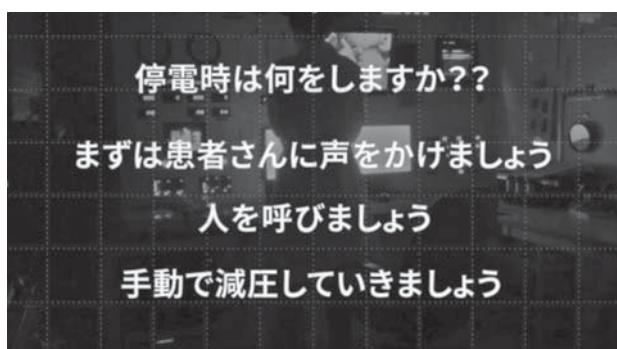 停電時は何をしますか？？
まずは患者さんに声をかけましょう
人を呼びましょう
手動で減圧していきましょう